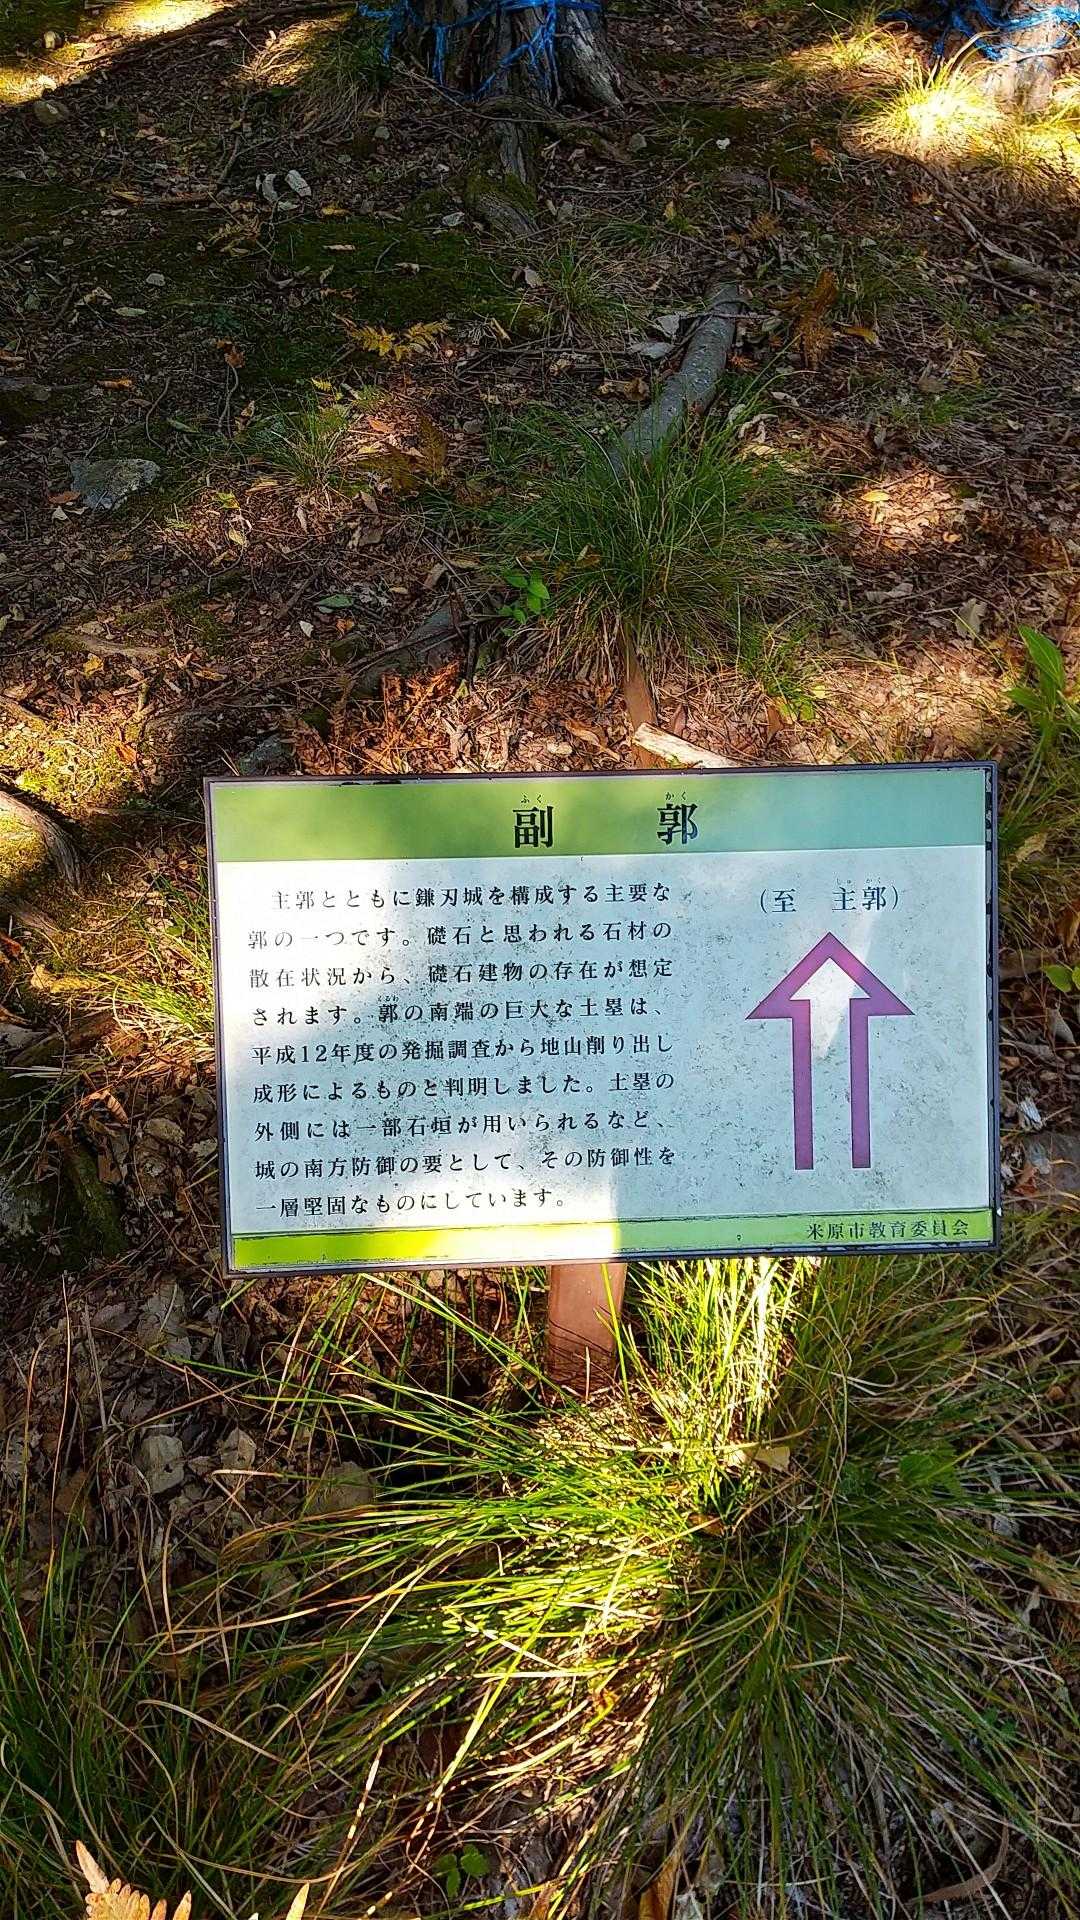 副郭
ふく かく
主郭とともに鎌刃城を構成する主要な
郭の一つです。礎石と思われる石材の
散在状況から、礎石建物の存在が想定
されます。郭の南端の巨大な土塁は、
くるわ
平成12年度の発掘調査から地山削り出し
成形によるものと判明しました。土塁の
外側には一部石垣が用いられるなど、
城の南方防御の要として、その防御性を
一層堅固なものにしています。
(至 主郭)
しゅ かく
米原市教育委員会